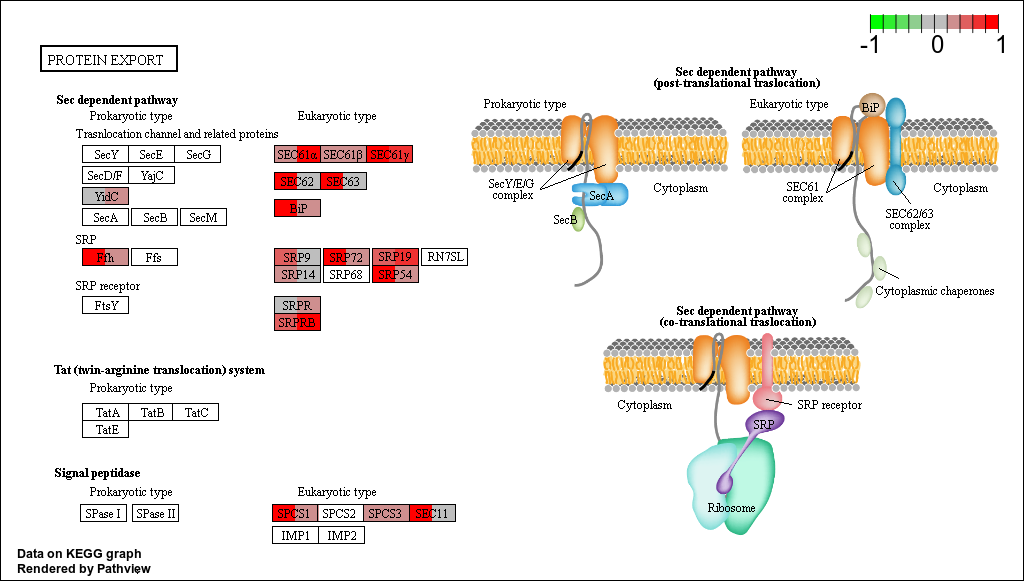 -1 0 1
PROTEIN EXPORT
Sec dependent pathway
Prokaryotic type
Eukaryotic type
Trasnlocation channel and related proteins
SecY SecE SecG
SEC61α SEC61β SEC61γ
SecD/F YajC
SEC62 SEC63
YidC
BiP
SecA SecB SecM
SRP
Ffh Ffs
SRP9 SRP72 SRP19 RN7SL
SRP14 SRP68 SRP54
SRP receptor
FtsY
SRPR
SRPRB
Tat (twin-arginine translocation) system
Prokaryotic type
TatA TatB TatC
TatE
Signal peptidase
Prokaryotic type
Eukaryotic type
SPase I SPase II
SPCS1 SPCS2 SPCS3 SEC11
IMP1 IMP2
Sec dependent pathway
(post-translational traslocation)
Prokaryotic type
Eukaryotic type
BiP
SecY/E/G
complex
SecA
SecB
Cytoplasm
SEC61
complex
Cytoplasm
SEC62/63
complex
Cytoplasmic chaperones
Sec dependent pathway
(co-translational traslocation)
Cytoplasm
SRP receptor
SRP
Ribosome
Data on KEGG graph
Rendered by Pathview